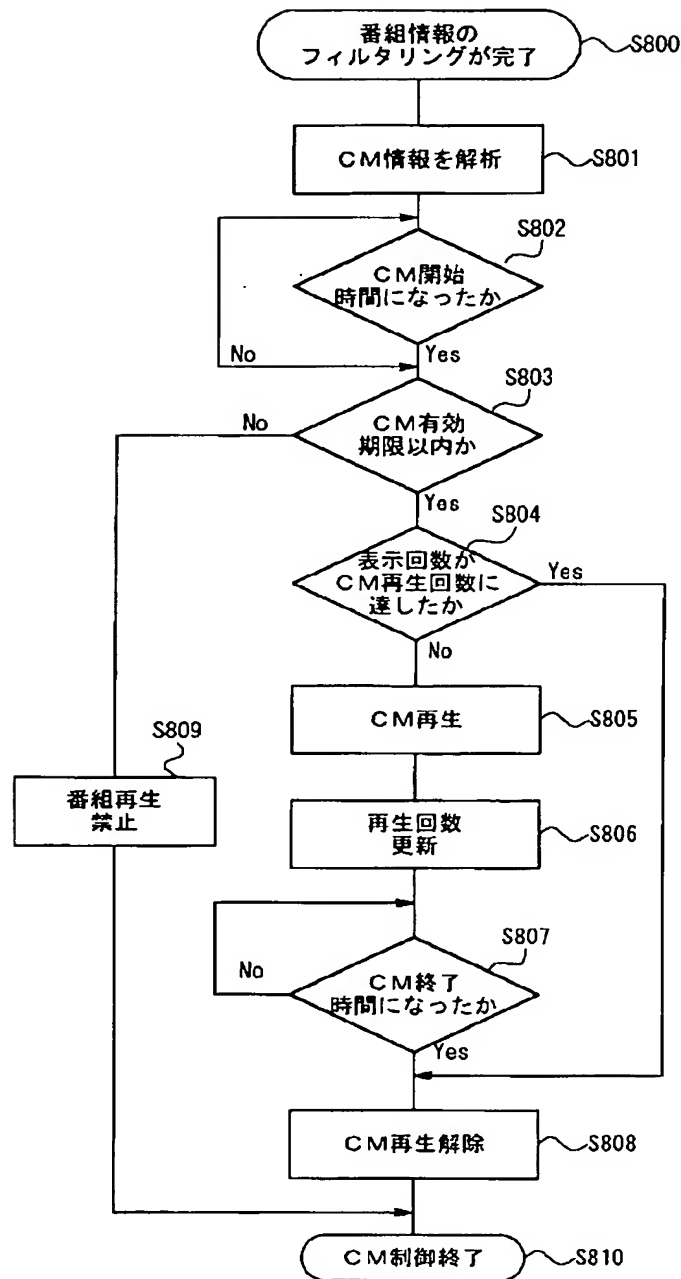 番組情報の
フィルタリングが完了
S800
CM情報を解析
S801
S802
CM開始
時間になったか
No
Yes
S803
No
CM有効
期限以内か
Yes
S804
表示回数が
CM再生回数に
達したか
Yes
No
CM再生
S805
S809
番組再生
禁止
再生回数
更新
S806
S807
No
CM終了
時間になったか
Yes
CM再生解除
S808
CM制御終了
S810